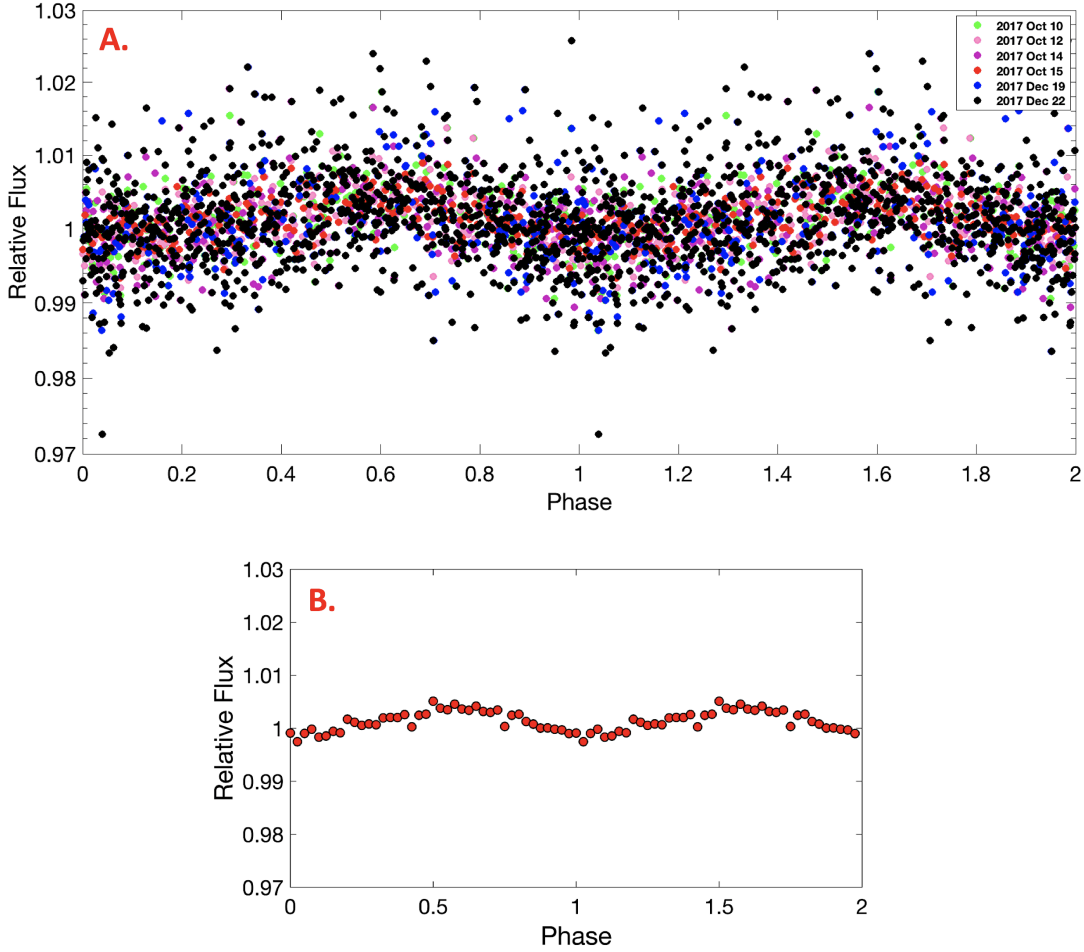 A.
1.03
1.02
1.01
1
0.99
0.98
0.97
Relative Flux
0 0.2 0.4 0.6 0.8 1 1.2 1.4 1.6 1.8 2
Phase
2017 Oct 10
2017 Oct 12
2017 Oct 14
2017 Oct 15
2017 Dec 19
2017 Dec 22
B.
1.03
1.02
1.01
1
0.99
0.98
0.97
Relative Flux
0 0.5 1 1.5 2
Phase